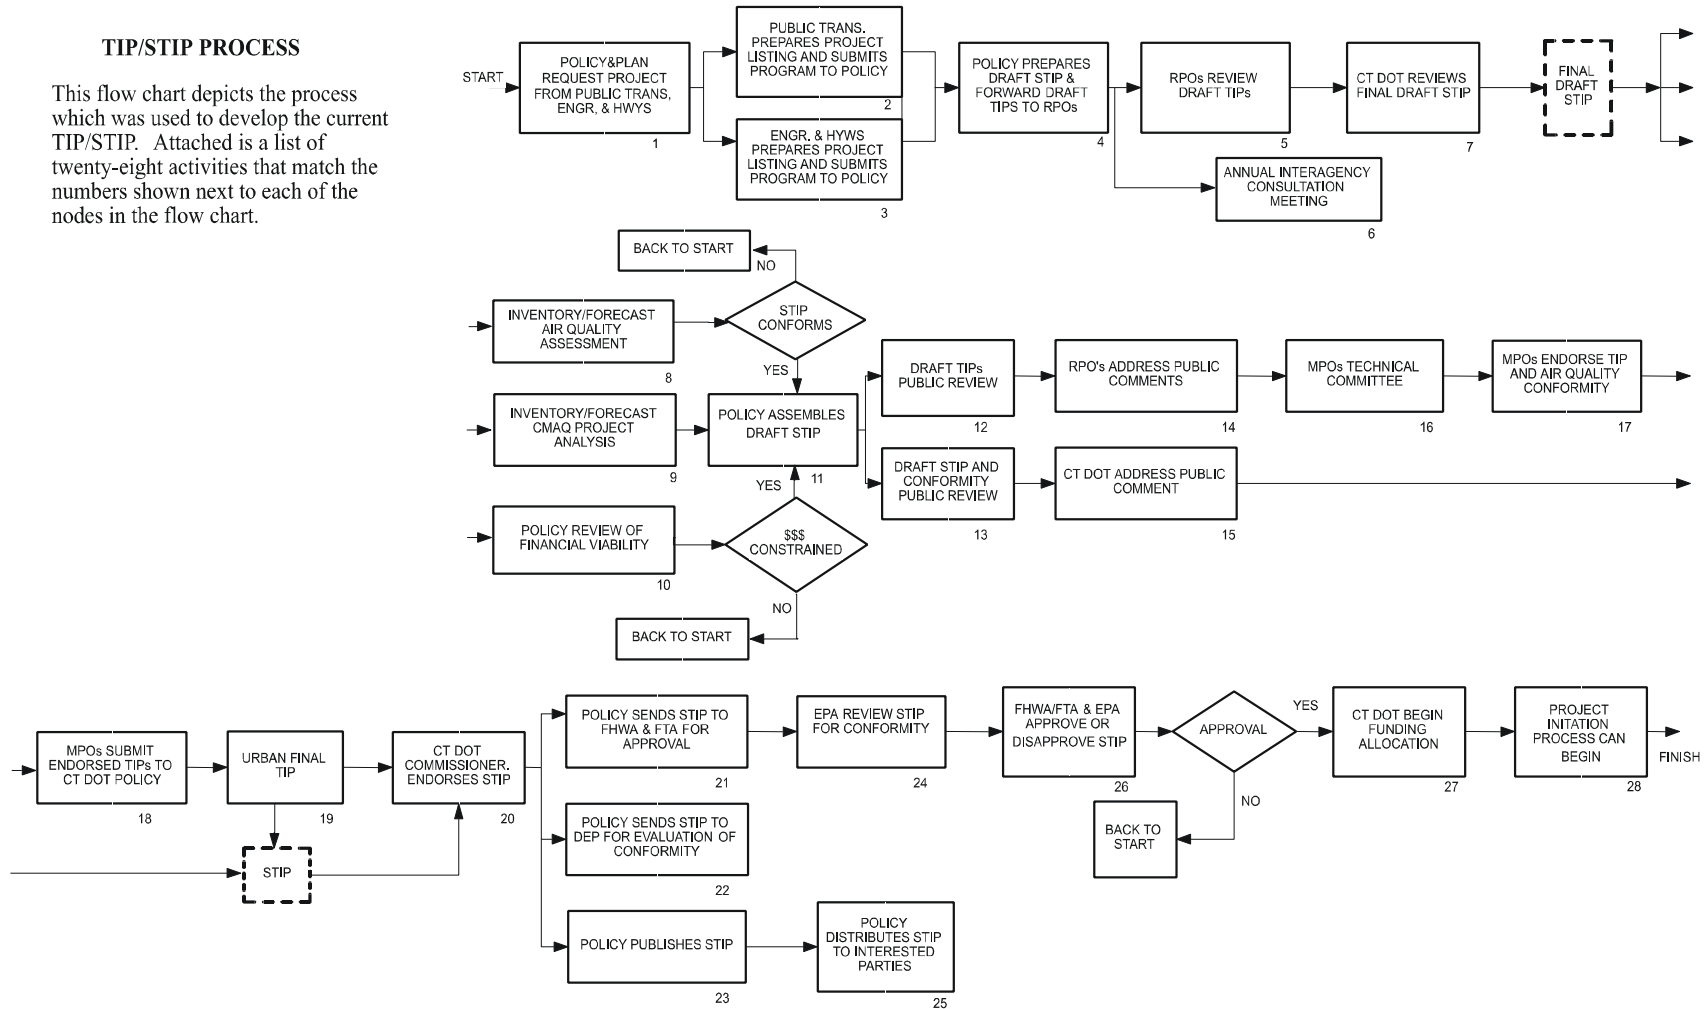 TIP/STIP PROCESS
This flow chart depicts the process
which was used to develop the current
TIP/STIP. Attached is a list of
twenty-eight activities that match the
numbers shown next to each of the
nodes in the flow chart.
START
POLICY&PLAN
REQUEST PROJECT
FROM PUBLIC TRANS,
ENGR, & HWYS
1
PUBLIC TRANS.
PREPARES PROJECT
LISTING AND SUBMITS
PROGRAM TO POLICY
2
ENGR. & HYWS
PREPARES PROJECT
LISTING AND SUBMITS
PROGRAM TO POLICY
3
POLICY PREPARES
DRAFT STIP &
FORWARD DRAFT
TIPS TO RPOs
4
RPOs REVIEW
DRAFT TIPs
5
ANNUAL INTERAGENCY
CONSULTATION
MEETING
6
CT DOT REVIEWS
FINAL DRAFT STIP
7
FINAL
DRAFT
STIP
BACK TO START
NO
INVENTORY/FORECAST
AIR QUALITY
ASSESSMENT
8
STIP
CONFORMS
YES
INVENTORY/FORECAST
CMAQ PROJECT
ANALYSIS
9
POLICY ASSEMBLES
DRAFT STIP
11
YES
POLICY REVIEW OF
FINANCIAL VIABILITY
10
$$$
CONSTRAINED
NO
BACK TO START
DRAFT TIPs
PUBLIC REVIEW
12
DRAFT STIP AND
CONFORMITY
PUBLIC REVIEW
13
RPO's ADDRESS PUBLIC
COMMENTS
14
CT DOT ADDRESS PUBLIC
COMMENT
15
MPOs TECHNICAL
COMMITTEE
16
MPOs ENDORSE TIP
AND AIR QUALITY
CONFORMITY
17
MPOs SUBMIT
ENDORSED TIPs TO
CT DOT POLICY
18
URBAN FINAL
TIP
19
STIP
CT DOT
COMMISSIONER.
ENDORSES STIP
20
POLICY SENDS STIP TO
FHWA & FTA FOR
APPROVAL
21
POLICY SENDS STIP TO
DEP FOR EVALUATION OF
CONFORMITY
22
POLICY PUBLISHES STIP
23
EPA REVIEW STIP
FOR CONFORMITY
24
POLICY
DISTRIBUTES STIP
TO INTERESTED
PARTIES
25
FHWA/FTA & EPA
APPROVE OR
DISAPPROVE STIP
26
APPROVAL
YES
NO
BACK TO
START
CT DOT BEGIN
FUNDING
ALLOCATION
27
PROJECT
INITATION
PROCESS CAN
BEGIN
28
FINISH